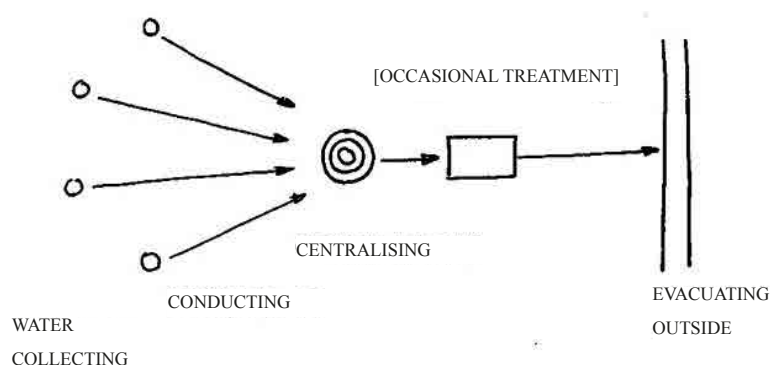 [OCCASIONAL TREATMENT]
CENTRALISING
CONDUCTING
WATER
COLLECTING
EVACUATING
OUTSIDE